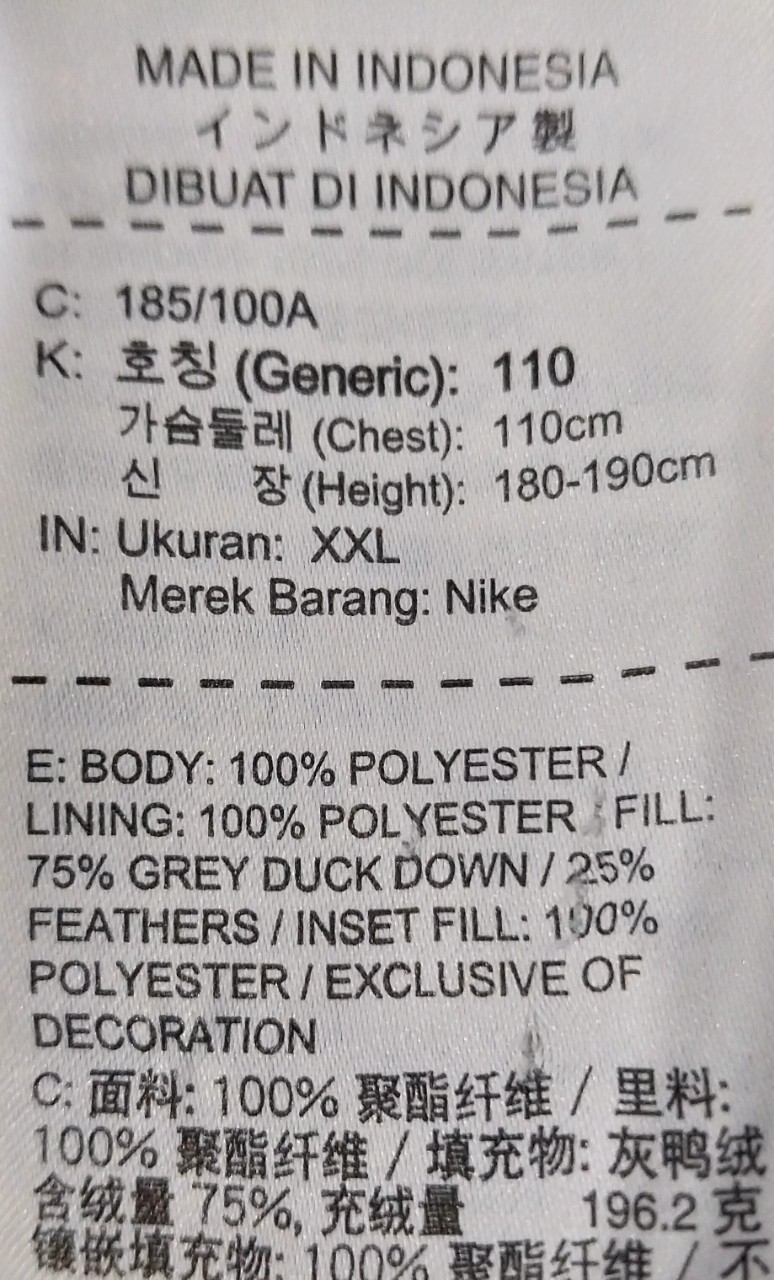 MADE IN INDONESIA
インドネシア製
DIBUAT DI INDONESIA
C: 185/100A
K: 호칭 (Generic): 110
가슴둘레 (Chest): 110cm
신 장 (Height): 180-190cm
IN: Ukuran: XXL
Merek Barang: Nike
E: BODY: 100% POLYESTER /
LINING: 100% POLYESTER / FILL:
75% GREY DUCK DOWN / 25%
FEATHERS / INSET FILL: 100%
POLYESTER / EXCLUSIVE OF
DECORATION
C: 面料: 100% 聚酯纤维 / 里料:
100% 聚酯纤维 / 填充物: 灰鸭绒
含绒量 75%, 充绒量 196.2 克
镶嵌填充物: 100% 聚酯纤维 / 不